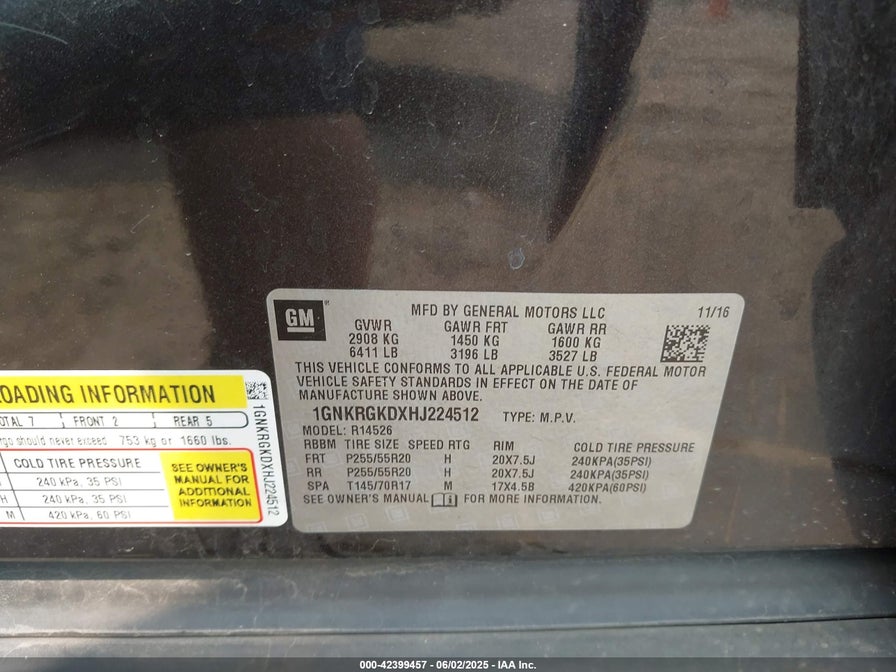 GM
MFD BY GENERAL MOTORS LLC 11/16
GVWR GAWR FRT GAWR RR
2908 KG 1450 KG 1600 KG
6411 LB 3196 LB 3527 LB
THIS VEHICLE CONFORMS TO ALL APPLICABLE U.S. FEDERAL MOTOR
VEHICLE SAFETY STANDARDS IN EFFECT ON THE DATE OF
MANUFACTURE SHOWN ABOVE.
1GNKRGKDXHJ224512 TYPE: M.P.V.
MODEL: R14526
RBBM TIRE SIZE SPEED RTG RIM COLD TIRE PRESSURE
FRT P255/55R20 H 20X7.5J 240KPA(35PSI)
RR P255/55R20 H 20X7.5J 240KPA(35PSI)
SPA T145/70R17 M 17X4.5B 420KPA(60PSI)
SEE OWNER'S MANUAL FOR MORE INFORMATION.
LOADING INFORMATION
TOTAL 7 FRONT 2 REAR 5
should never exceed 753 kg or 1660 lbs.
COLD TIRE PRESSURE
240 kPa, 35 PSI
H 240 kPa, 35 PSI
M 420 kPa, 60 PSI
SEE OWNER'S
MANUAL FOR
ADDITIONAL
INFORMATION
1GNKRGKDXHJ224512
000-42399457 - 06/02/2025 - IAA Inc.